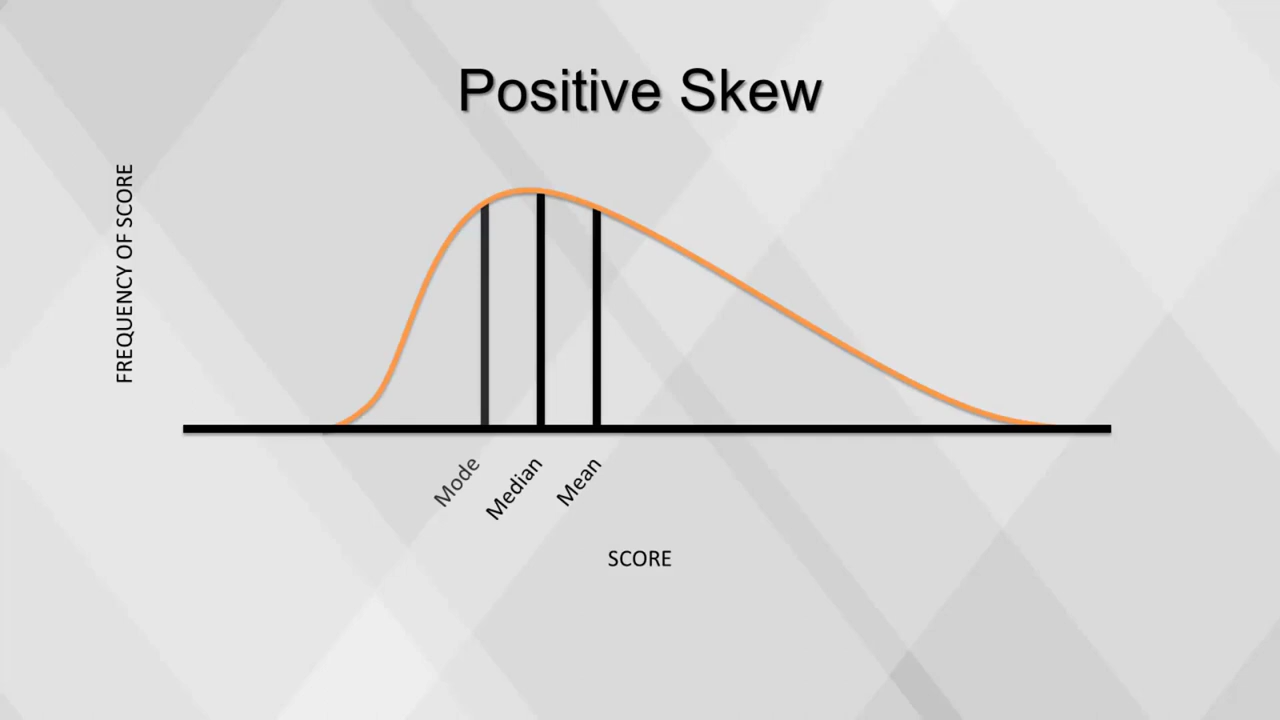 Positive Skew
FREQUENCY OF SCORE
Mode
Median
Mean
SCORE